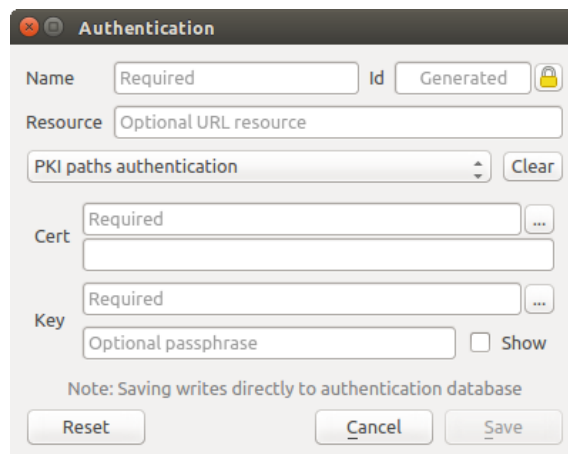 Authentication
Name Required Id Generated
Resource Optional URL resource
PKI paths authentication Clear
Cert Required ...
Key Required ...
Optional passphrase Show
Note: Saving writes directly to authentication database
Reset Cancel Save